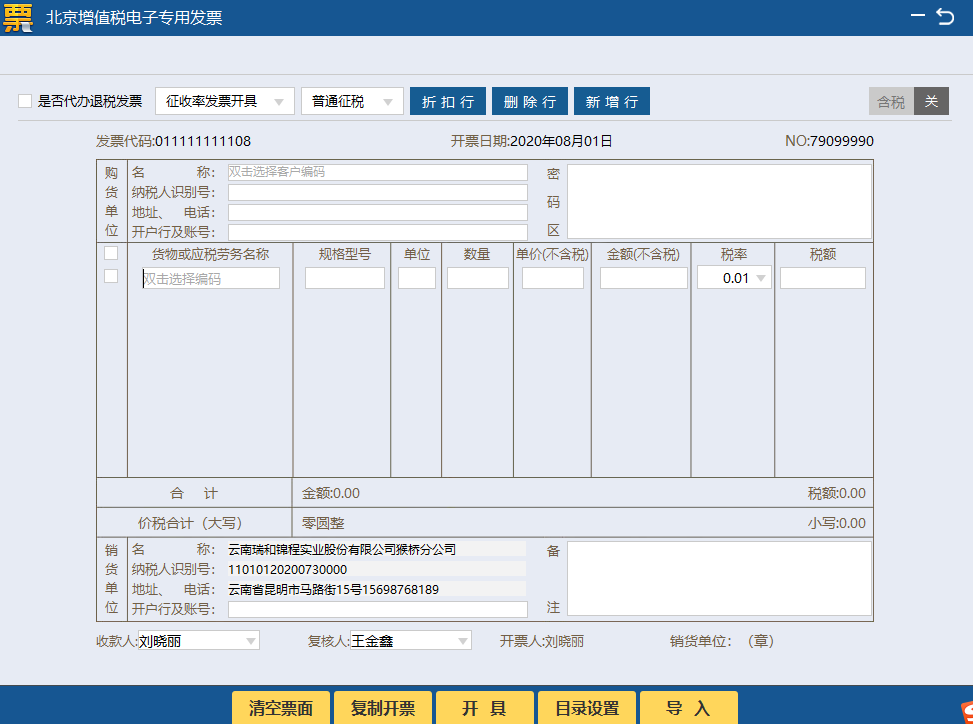 票 北京增值税电子专用发票
是否代办退税发票 征收率发票开具 普通征税 折扣行 删除行 新增行 含税 关
发票代码:011111111108 开票日期:2020年08月01日 NO:79099990
购货单位
名 称: 双击选择客户编码
纳税人识别号:
地址、 电话:
开户行及账号:
密码区
货物或应税劳务名称 规格型号 单位 数量 单价(不含税) 金额(不含税) 税率 税额
双击选择编码 0.01
合 计 金额:0.00 税额:0.00
价税合计（大写） 零圆整 小写:0.00
销货单位
名 称: 云南瑞和锦程实业股份有限公司猴桥分公司
纳税人识别号: 11010120200730000
地址、 电话: 云南省昆明市马路街15号15698768189
开户行及账号:
备注
收款人:刘晓丽 复核人:王金鑫 开票人:刘晓丽 销货单位: （章）
清空票面 复制开票 开 具 目录设置 导 入